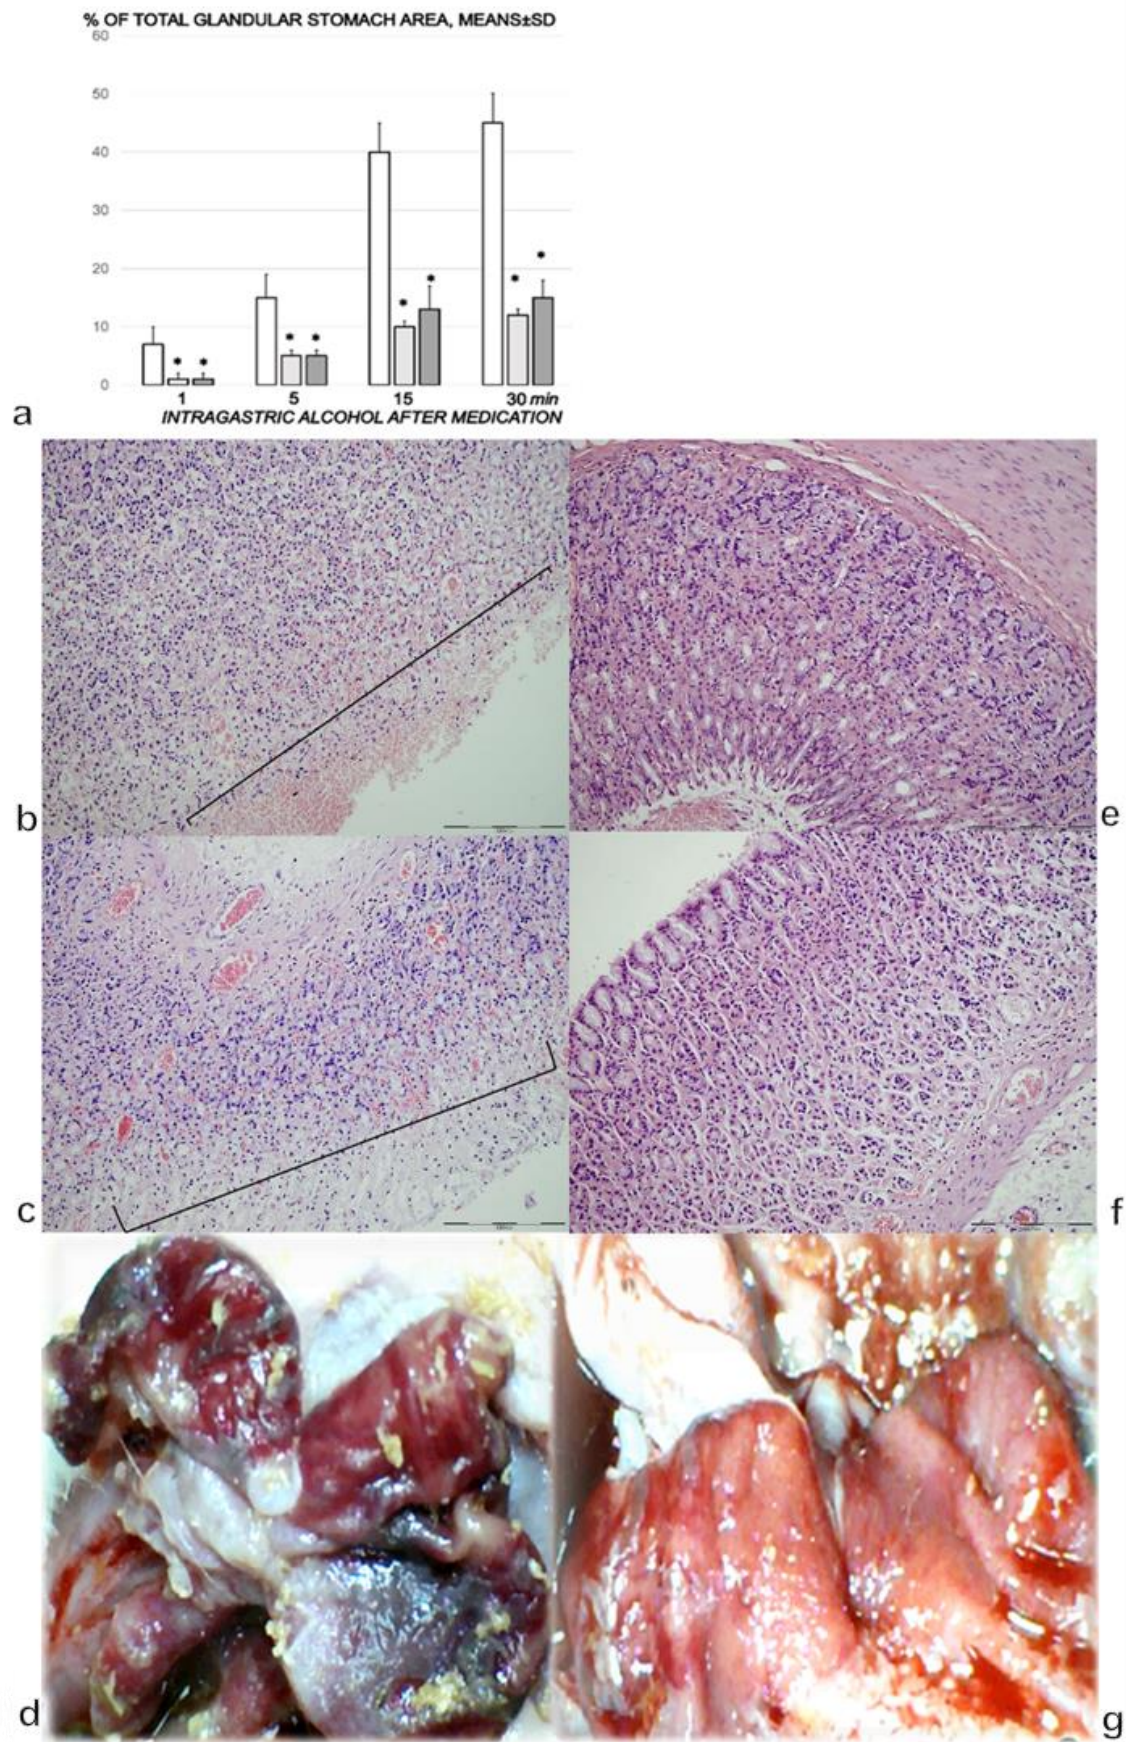 % OF TOTAL GLANDULAR STOMACH AREA, MEANS±SD
60
50
40
30
20
10
0
* * * * * * * *
1 5 15 30 min
INTRAGASTRIC ALCOHOL AFTER MEDICATION
a
b
e
c
f
d
g